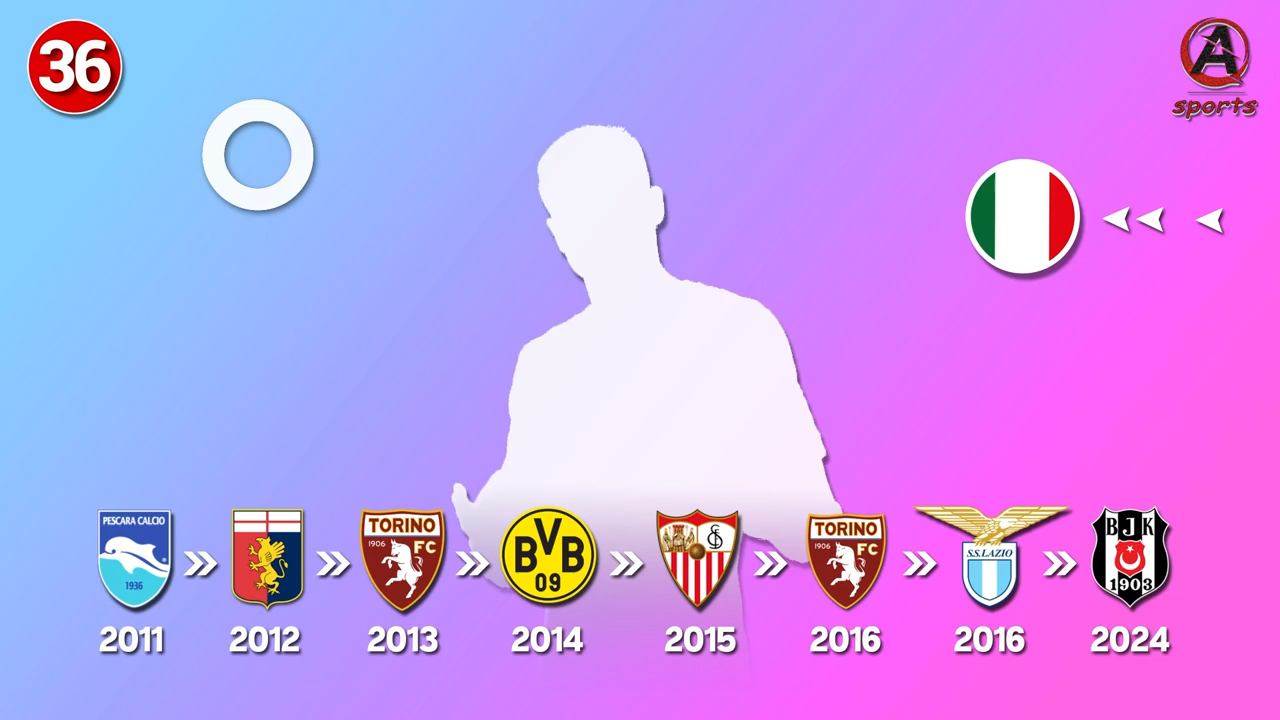 36
A
sports
PESCARA CALCIO
1936
TORINO
1906 FC
BVB
09
TORINO
1906 FC
S.S.LAZIO
BJK
1903
2011
2012
2013
2014
2015
2016
2016
2024